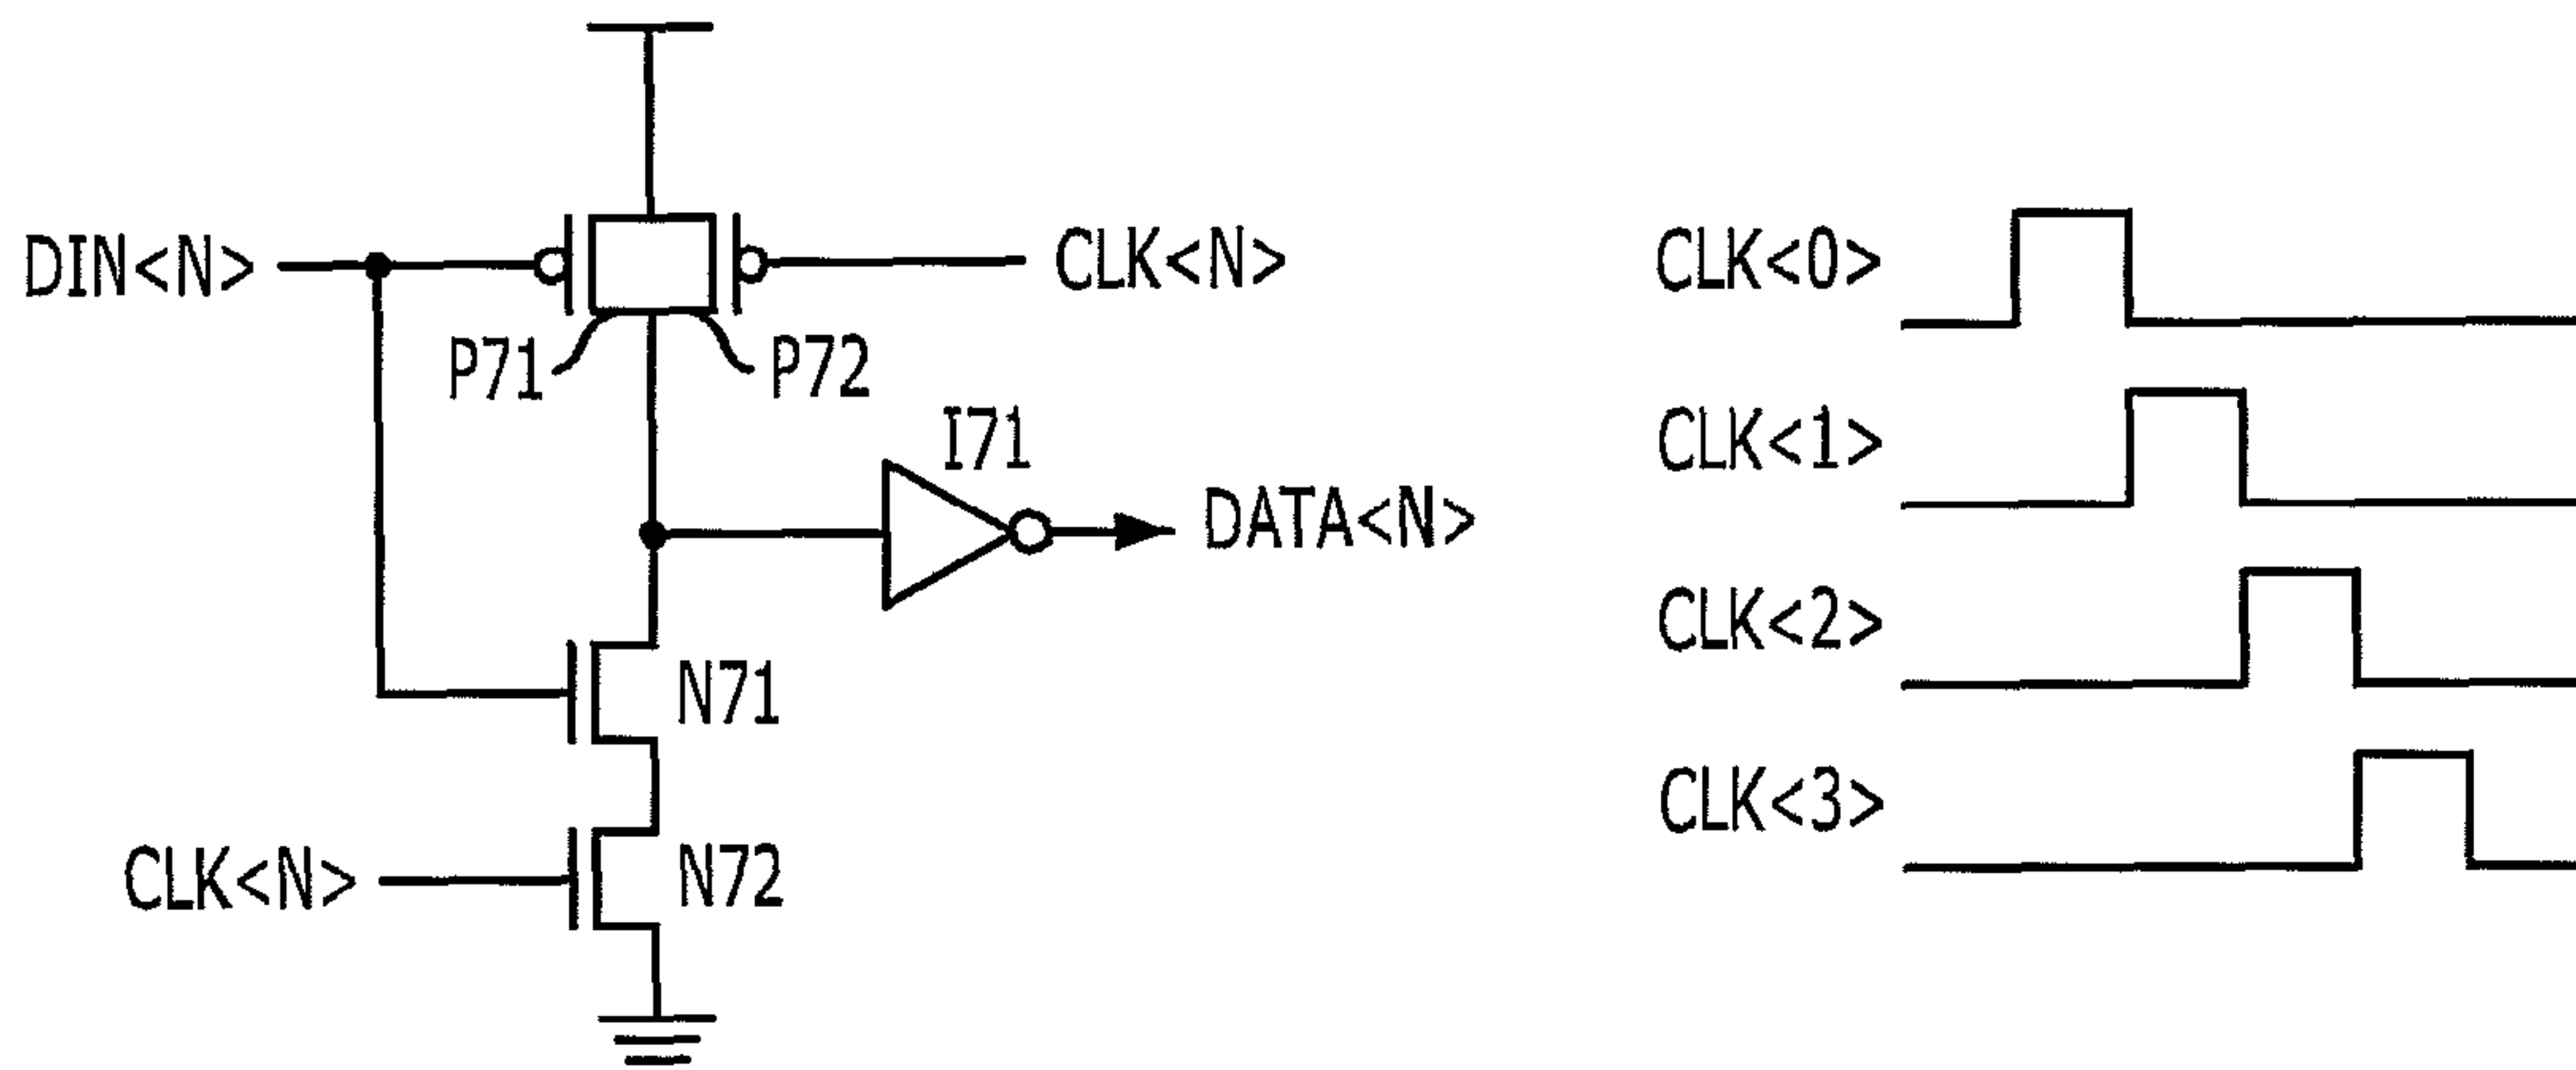 DIN<N>
CLK<N>
P71
P72
I71
DATA<N>
N71
CLK<N>
N72
CLK<0>
CLK<1>
CLK<2>
CLK<3>